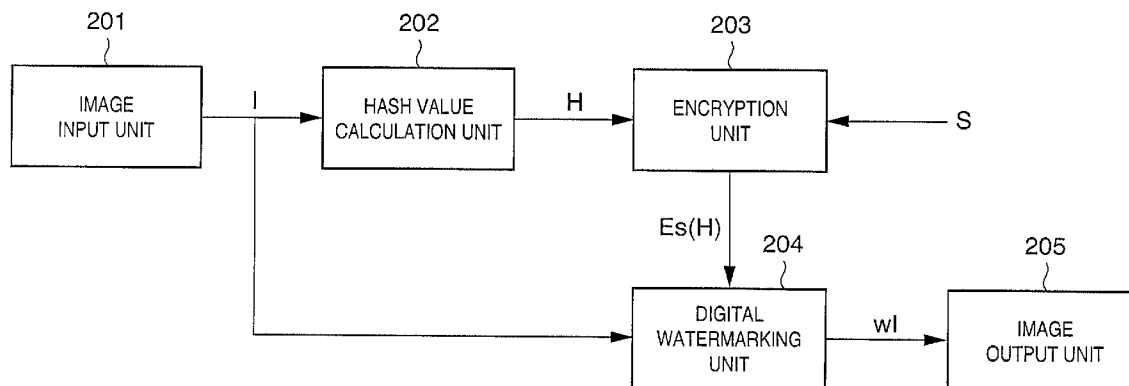 201
202
203
IMAGE
INPUT UNIT
I
HASH VALUE
CALCULATION UNIT
H
ENCRYPTION
UNIT
S
Es(H)
204
205
DIGITAL
WATERMARKING
UNIT
wI
IMAGE
OUTPUT UNIT